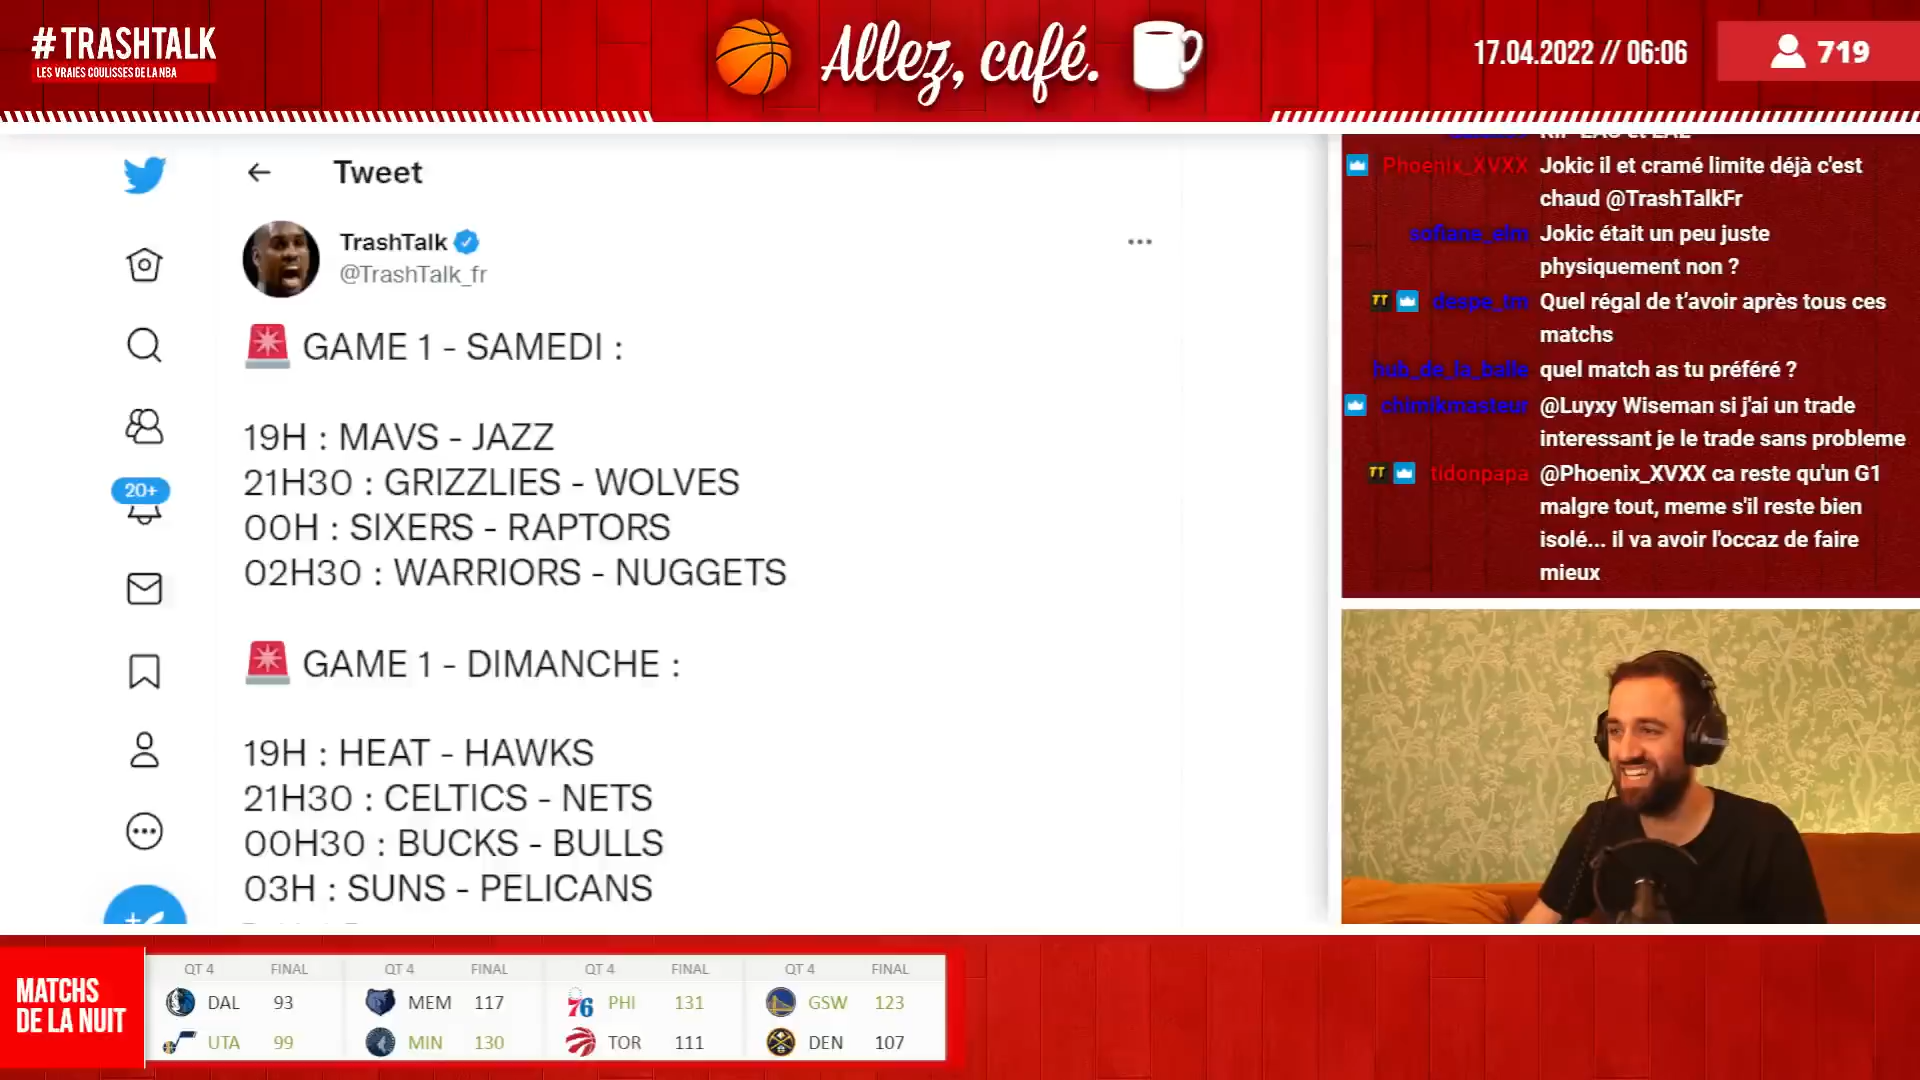 #TRASHTALK
LES VRAIES COULISSES DE LA NBA
Allez, café.
17.04.2022 // 06:06
719
Tweet
TrashTalk
@TrashTalk_fr
GAME 1 - SAMEDI :
19H : MAVS - JAZZ
21H30 : GRIZZLIES - WOLVES
00H : SIXERS - RAPTORS
02H30 : WARRIORS - NUGGETS
GAME 1 - DIMANCHE :
19H : HEAT - HAWKS
21H30 : CELTICS - NETS
00H30 : BUCKS - BULLS
03H : SUNS - PELICANS
20+
Phoenix_XVXX Jokic il et cramé limite déjà c'est
chaud @TrashTalkFr
sofiane_elm Jokic était un peu juste
physiquement non ?
TT despe_tm Quel régal de t'avoir après tous ces
matchs
hub_de_la_balle quel match as tu préféré ?
chimikmasteur @Luyxy Wiseman si j'ai un trade
interessant je le trade sans probleme
TT tidonpapa @Phoenix_XVXX ca reste qu'un G1
malgre tout, meme s'il reste bien
isolé... il va avoir l'occaz de faire
mieux
MATCHS
DE LA NUIT
QT 4 FINAL QT 4 FINAL QT 4 FINAL QT 4 FINAL
DAL 93 MEM 117 76 PHI 131 GSW 123
UTA 99 MIN 130 TOR 111 DEN 107